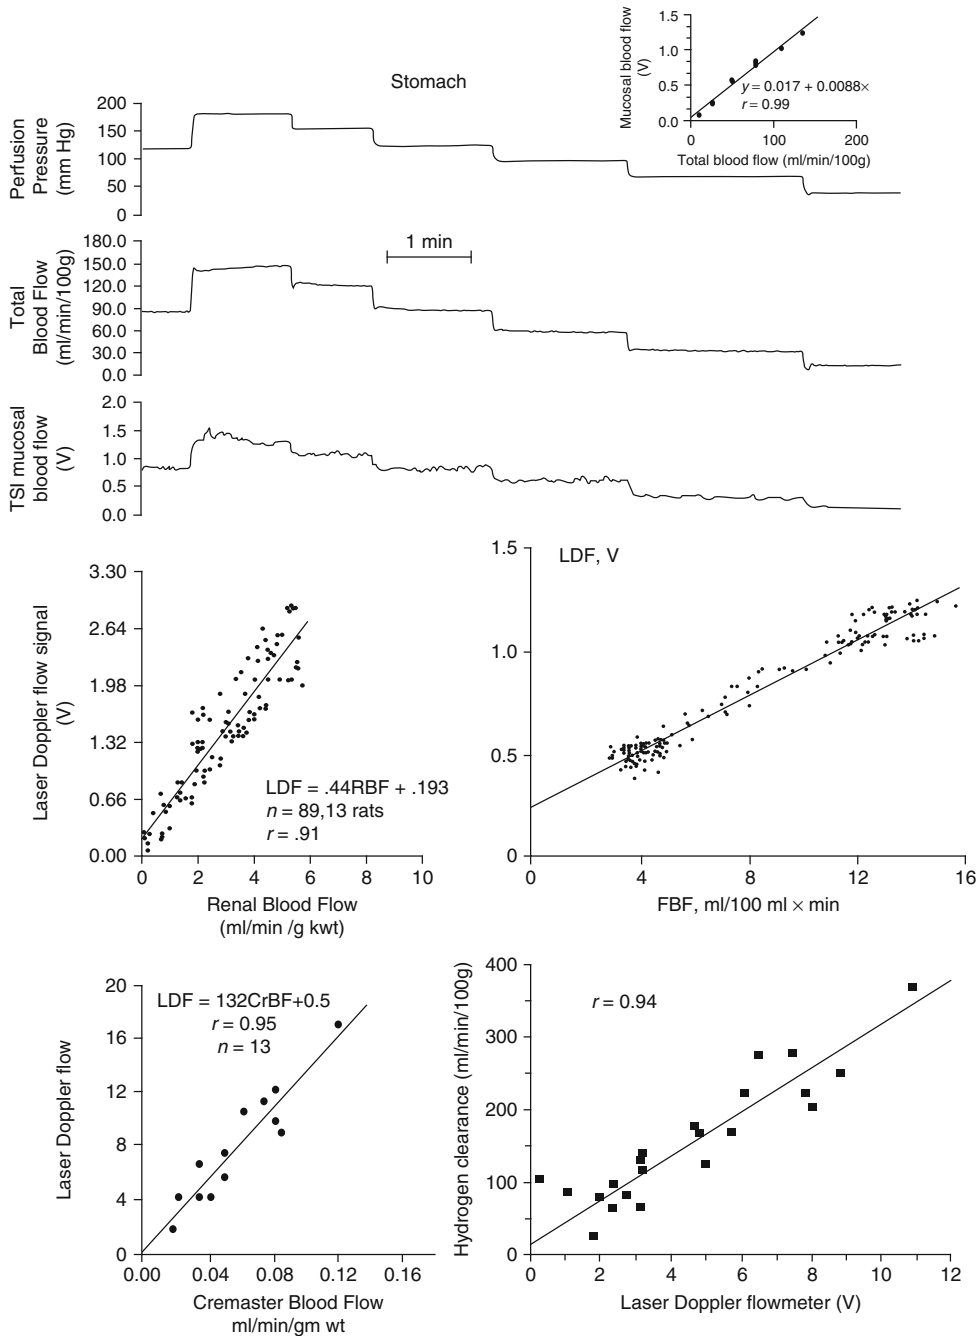 Stomach
Perfusion
Pressure
(mm Hg)
200
150
100
50
0
Mucosal blood flow
(V)
1.5
1.0
0.5
0.0
y = 0.017 + 0.0088×
r = 0.99
0 100 200
Total blood flow (ml/min/100g)
Total
Blood Flow
(ml/min/100g)
180.0
150.0
120.0
90.0
60.0
30.0
0.0
1 min
TSI mucosal
blood flow
(V)
2.0
1.5
1.0
0.5
0.0
Laser Doppler flow signal
(V)
3.30
2.64
1.98
1.32
0.66
0.00
LDF = .44RBF + .193
n = 89,13 rats
r = .91
0 2 4 6 8 10
Renal Blood Flow
(ml/min /g kwt)
LDF, V
1.5
1.0
0.5
0
0 4 8 12 16
FBF, ml/100 ml × min
Laser Doppler flow
20
16
12
8
4
0
LDF = 132CrBF+0.5
r = 0.95
n = 13
0.00 0.04 0.08 0.12 0.16
Cremaster Blood Flow
ml/min/gm wt
Hydrogen clearance (ml/min/100g)
400
300
200
100
0
r = 0.94
0 2 4 6 8 10 12
Laser Doppler flowmeter (V)